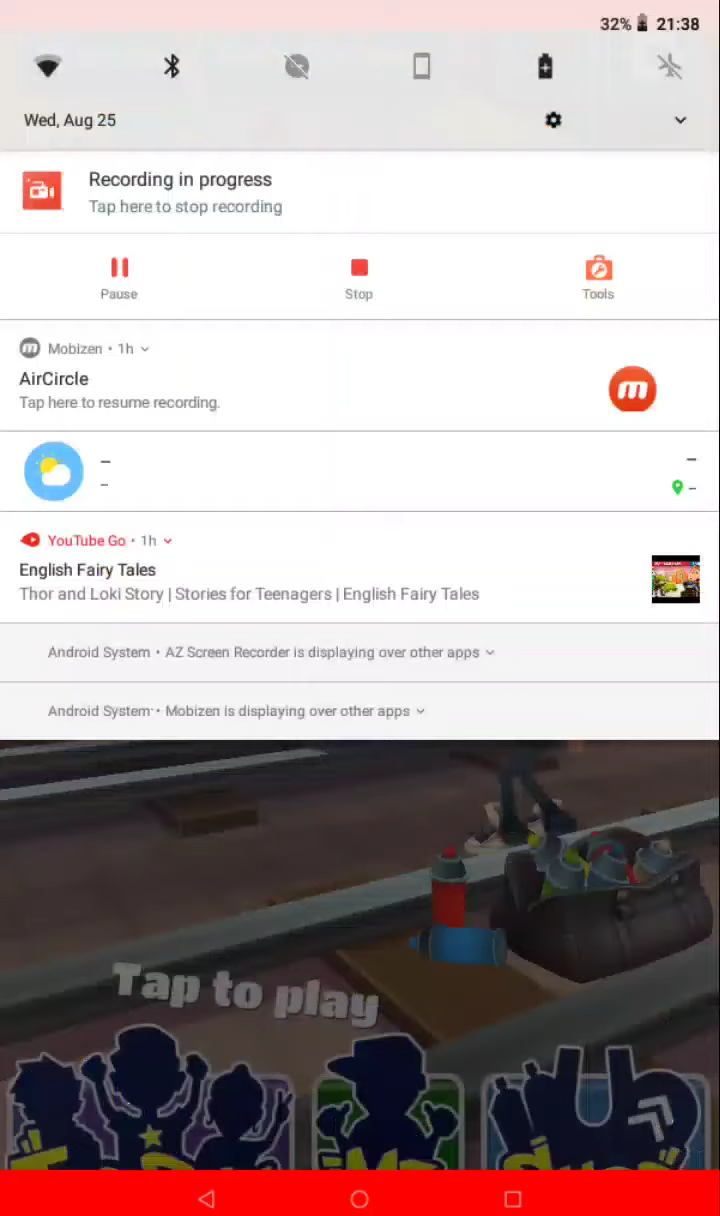 32% 21:38
Wed, Aug 25
Recording in progress
Tap here to stop recording
Pause
Stop
Tools
Mobizen • 1h
AirCircle
Tap here to resume recording.
–
–
–
–
YouTube Go • 1h
English Fairy Tales
Thor and Loki Story | Stories for Teenagers | English Fairy Tales
Android System • AZ Screen Recorder is displaying over other apps
Android System • Mobizen is displaying over other apps
Tap to play